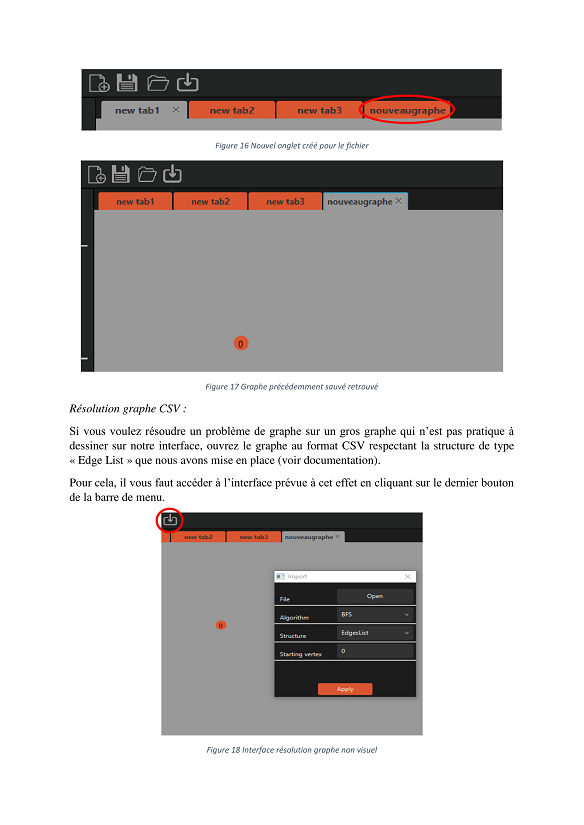 new tab1 × new tab2 new tab3 nouveaugraphe
Figure 16 Nouvel onglet créé pour le fichier
new tab1 new tab2 new tab3 nouveaugraphe ×
0
Figure 17 Graphe précédemment sauvé retrouvé
Résolution graphe CSV :
Si vous voulez résoudre un problème de graphe sur un gros graphe qui n’est pas pratique à
dessiner sur notre interface, ouvrez le graphe au format CSV respectant la structure de type
« Edge List » que nous avons mise en place (voir documentation).
Pour cela, il vous faut accéder à l’interface prévue à cet effet en cliquant sur le dernier bouton
de la barre de menu.
new tab2 new tab3 nouveaugraphe ×
Import ×
File Open
Algorithm BFS
0
Structure EdgesList
Starting vertex 0
Apply
Figure 18 Interface résolution graphe non visuel